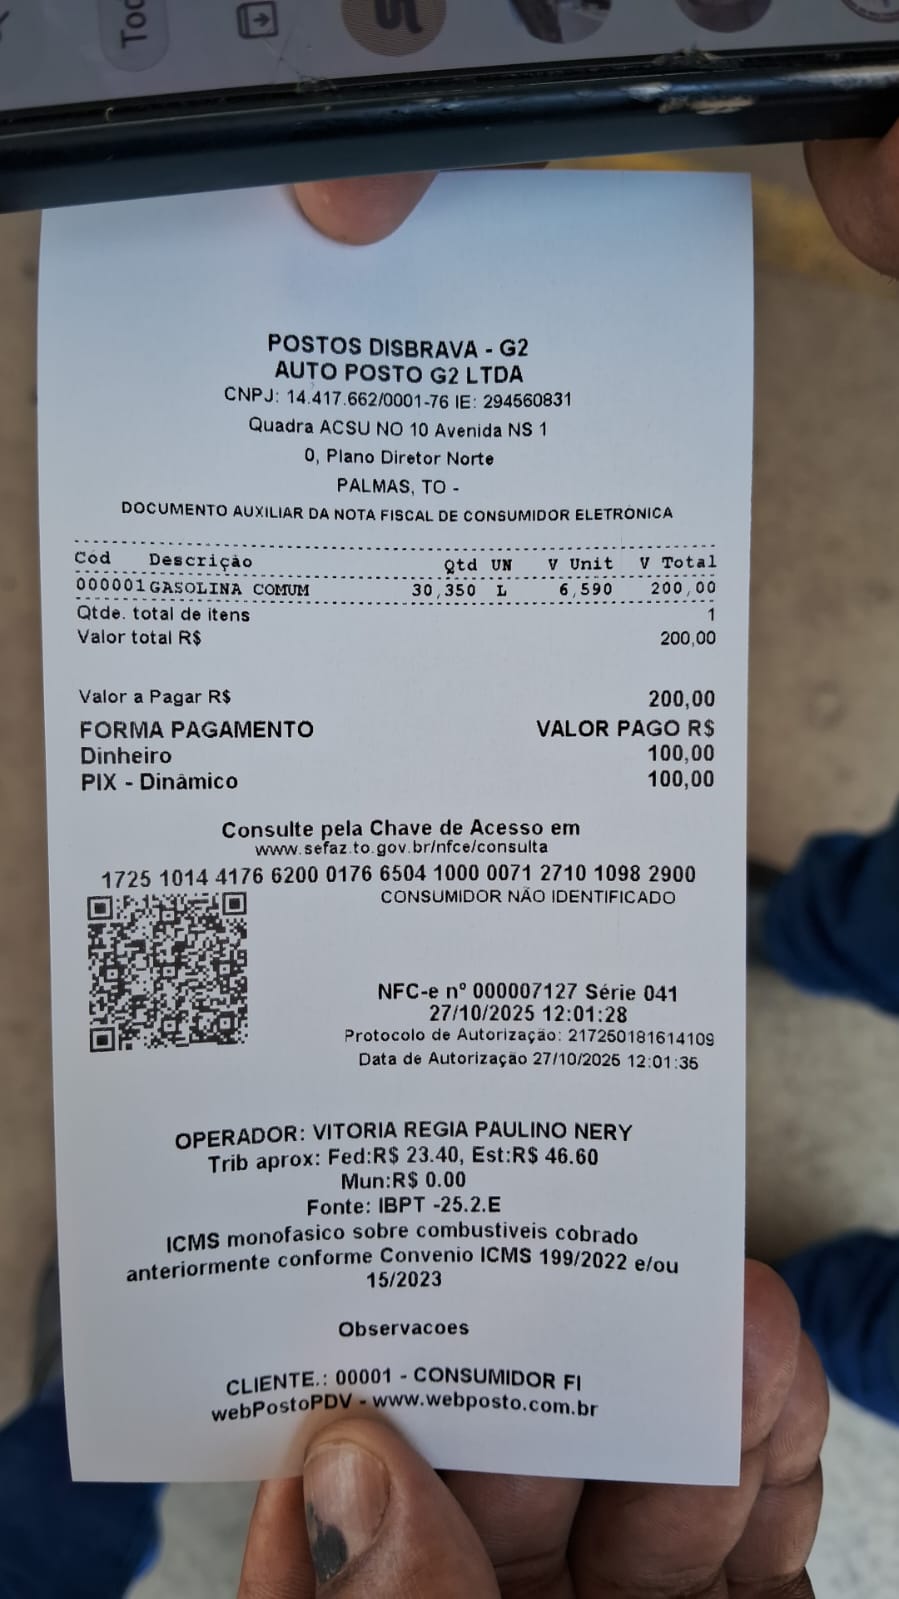 Too
POSTOS DISBRAVA - G2
AUTO POSTO G2 LTDA
CNPJ: 14.417.662/0001-76 IE: 294560831
Quadra ACSU NO 10 Avenida NS 1
0, Plano Diretor Norte
PALMAS, TO -
DOCUMENTO AUXILIAR DA NOTA FISCAL DE CONSUMIDOR ELETRONICA
Cód Descrição Qtd UN V Unit V Total
000001 GASOLINA COMUM 30,350 L 6,590 200,00
Qtde. total de itens 1
Valor total R$ 200,00
Valor a Pagar R$ 200,00
FORMA PAGAMENTO VALOR PAGO R$
Dinheiro 100,00
PIX - Dinâmico 100,00
Consulte pela Chave de Acesso em
www.sefaz.to.gov.br/nfce/consulta
1725 1014 4176 6200 0176 6504 1000 0071 2710 1098 2900
CONSUMIDOR NÃO IDENTIFICADO
NFC-e n° 000007127 Série 041
27/10/2025 12:01:28
Protocolo de Autorização: 217250181614109
Data de Autorização 27/10/2025 12:01:35
OPERADOR: VITORIA REGIA PAULINO NERY
Trib aprox: Fed:R$ 23.40, Est:R$ 46.60
Mun:R$ 0.00
Fonte: IBPT -25.2.E
ICMS monofasico sobre combustiveis cobrado
anteriormente conforme Convenio ICMS 199/2022 e/ou
15/2023
Observacoes
CLIENTE.: 00001 - CONSUMIDOR FI
webPostoPDV - www.webposto.com.br